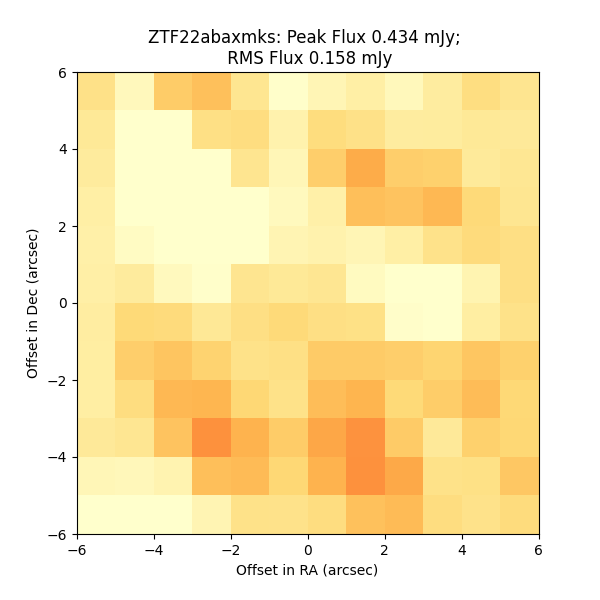 ZTF22abaxmks: Peak Flux 0.434 mJy;
RMS Flux 0.158 mJy
6
4
2
0
−2
−4
−6
Offset in Dec (arcsec)
−6 −4 −2 0 2 4 6
Offset in RA (arcsec)